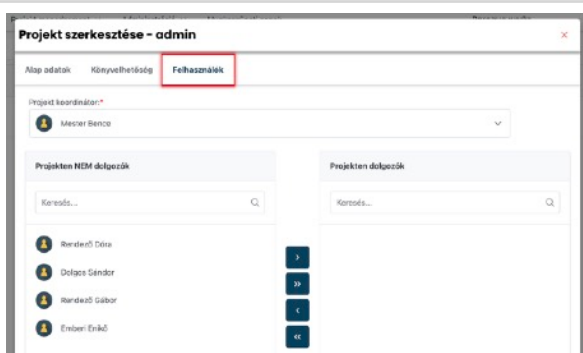 Projekt szerkesztése - admin
Alap adatok Könyvelhetőség Felhasználók
Projekt koordinátor:*
Mester Bence
Projekten NEM dolgozók Projekten dolgozók
Keresés... Keresés...
Rendező Dóra
Dolgos Sándor
Rendező Gábor
Emberi Enikő